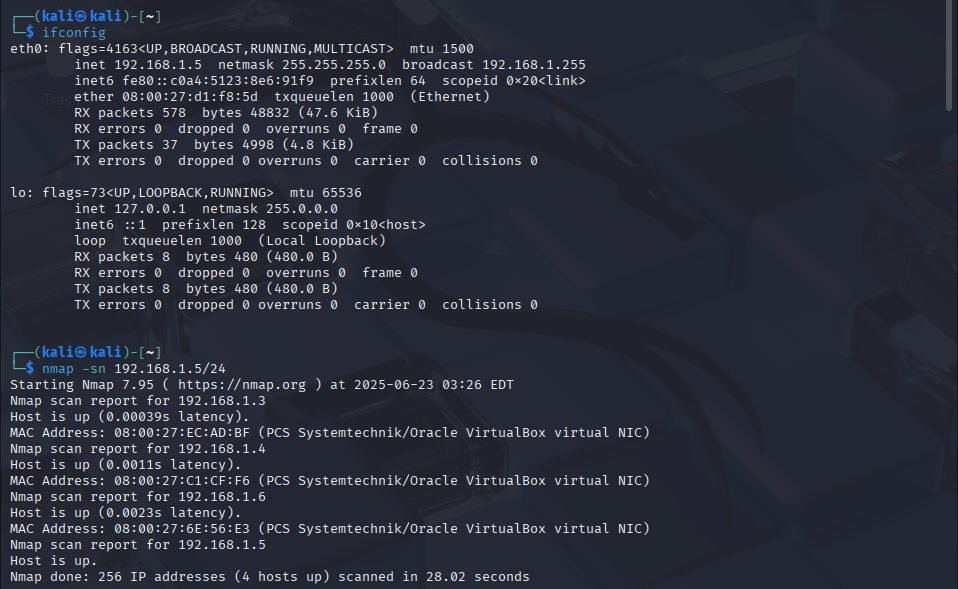 ┌──(kali㉿kali)-[~]
└─$ ifconfig
eth0: flags=4163<UP,BROADCAST,RUNNING,MULTICAST>  mtu 1500
        inet 192.168.1.5  netmask 255.255.255.0  broadcast 192.168.1.255
        inet6 fe80::c0a4:5123:8e6:91f9  prefixlen 64  scopeid 0×20<link>
        ether 08:00:27:d1:f8:5d  txqueuelen 1000  (Ethernet)
        RX packets 578  bytes 48832 (47.6 KiB)
        RX errors 0  dropped 0  overruns 0  frame 0
        TX packets 37  bytes 4998 (4.8 KiB)
        TX errors 0  dropped 0 overruns 0  carrier 0  collisions 0

lo: flags=73<UP,LOOPBACK,RUNNING>  mtu 65536
        inet 127.0.0.1  netmask 255.0.0.0
        inet6 ::1  prefixlen 128  scopeid 0×10<host>
        loop  txqueuelen 1000  (Local Loopback)
        RX packets 8  bytes 480 (480.0 B)
        RX errors 0  dropped 0  overruns 0  frame 0
        TX packets 8  bytes 480 (480.0 B)
        TX errors 0  dropped 0 overruns 0  carrier 0  collisions 0

┌──(kali㉿kali)-[~]
└─$ nmap -sn 192.168.1.5/24
Starting Nmap 7.95 ( https://nmap.org ) at 2025-06-23 03:26 EDT
Nmap scan report for 192.168.1.3
Host is up (0.00039s latency).
MAC Address: 08:00:27:EC:AD:BF (PCS Systemtechnik/Oracle VirtualBox virtual NIC)
Nmap scan report for 192.168.1.4
Host is up (0.0011s latency).
MAC Address: 08:00:27:C1:CF:F6 (PCS Systemtechnik/Oracle VirtualBox virtual NIC)
Nmap scan report for 192.168.1.6
Host is up (0.0023s latency).
MAC Address: 08:00:27:6E:56:E3 (PCS Systemtechnik/Oracle VirtualBox virtual NIC)
Nmap scan report for 192.168.1.5
Host is up.
Nmap done: 256 IP addresses (4 hosts up) scanned in 28.02 seconds